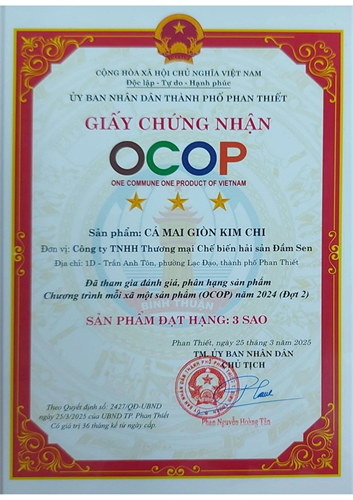 CỘNG HÒA XÃ HỘI CHỦ NGHĨA VIỆT NAM
Độc lập - Tự do - Hạnh phúc
ỦY BAN NHÂN DÂN THÀNH PHỐ PHAN THIẾT
GIẤY CHỨNG NHẬN
OCOP
ONE COMMUNE ONE PRODUCT OF VIETNAM
Sản phẩm: CÁ MAI GIÒN KIM CHI
Đơn vị: Công ty TNHH Thương mại Chế biến hải sản Đầm Sen
Địa chỉ: 1D – Trần Anh Tôn, phường Lạc Đạo, thành phố Phan Thiết
Đã tham gia đánh giá, phân hạng sản phẩm
Chương trình mỗi xã một sản phẩm (OCOP) năm 2024 (Đợt 2)
BÌNH THUẬN
SẢN PHẨM ĐẠT HẠNG: 3 SAO
Phan Thiết, ngày 25 tháng 3 năm 2025
TM. ỦY BAN NHÂN DÂN
CHỦ TỊCH
Theo Quyết định số: 2427/QĐ-UBND
ngày 25/3/2025 của UBND TP. Phan Thiết
Có giá trị 36 tháng kể từ ngày cấp.
Phan Nguyễn Hoàng Tân